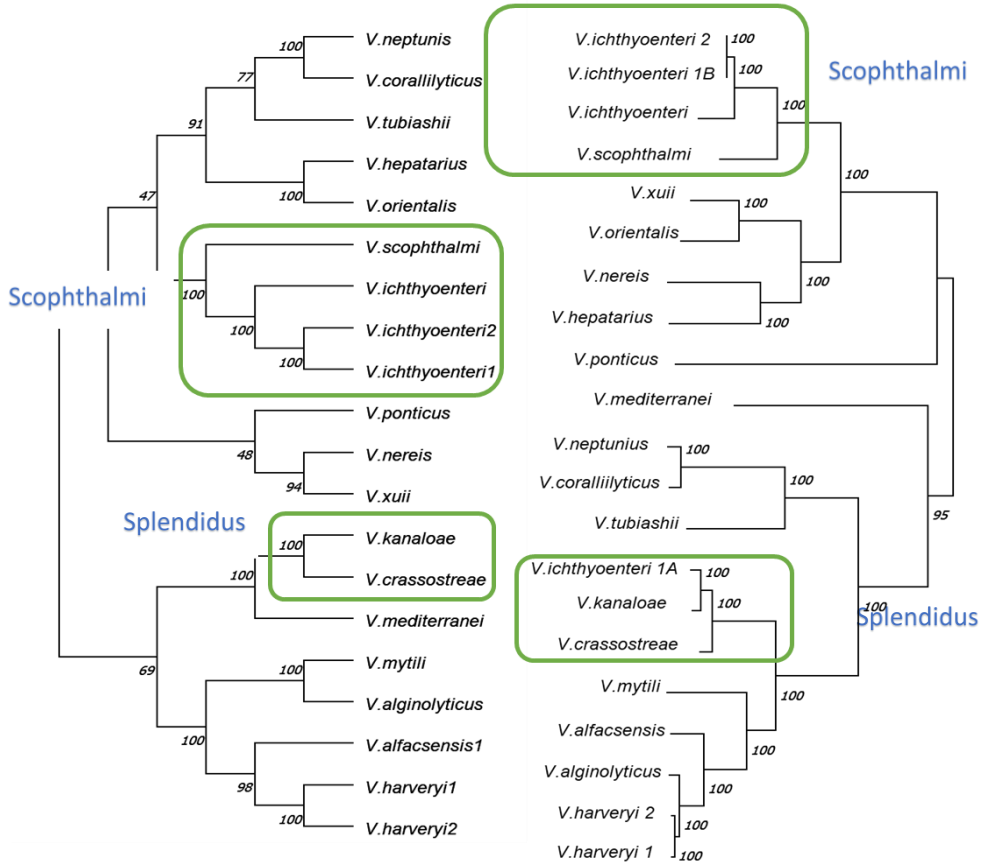 V.neptunis
100
77
V.corallilyticus
V.tubiashii
91
V.hepatarius
100
V.orientalis
47
V.scophthalmi
Scophthalmi
100
V.ichthyoenteri
100
V.ichthyoenteri2
100
V.ichthyoenteri1
V.ponticus
48
V.nereis
94
V.xuii
Splendidus
100
V.kanaloae
100
V.crassostreae
V.mediterranei
69
V.mytili
100
V.alginolyticus
100
V.alfacsensis1
98
V.harveryi1
100
V.harveryi2
V.ichthyoenteri 2
100
V.ichthyoenteri 1B
100
Scophthalmi
V.ichthyoenteri
100
V.scophthalmi
100
V.xuii
100
V.orientalis
V.nereis
100
V.hepatarius
100
V.ponticus
V.mediterranei
95
V.neptunius
100
V.coralliilyticus
100
V.tubiashii
100
Splendidus
V.ichthyoenteri 1A
100
V.kanaloae
100
V.crassostreae
100
V.mytili
100
V.alfacsensis
100
V.alginolyticus
100
V.harveryi 2
100
V.harveryi 1